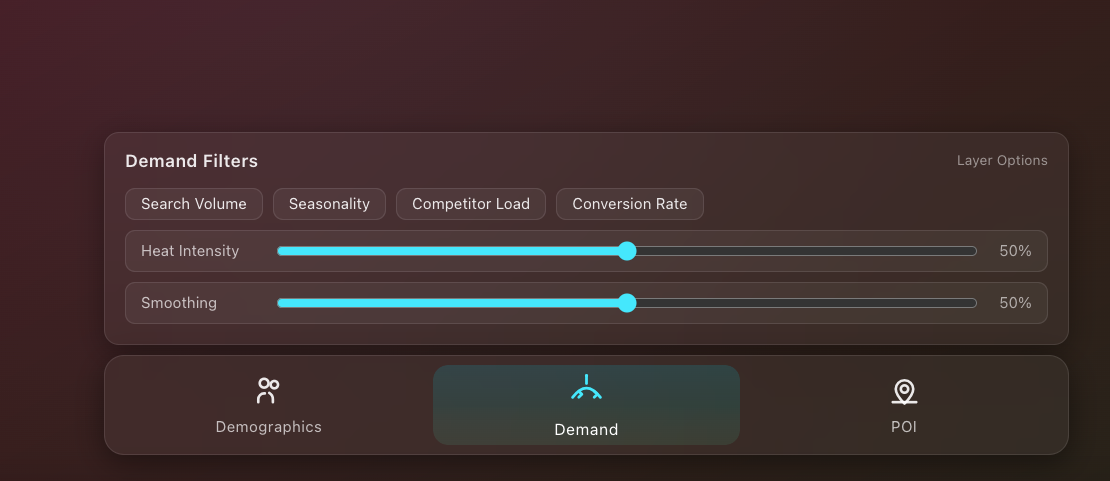 Demand Filters
Layer Options
Search Volume
Seasonality
Competitor Load
Conversion Rate
Heat Intensity
50%
Smoothing
50%
Demographics
Demand
POI